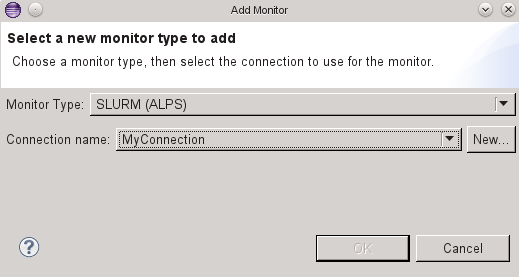 Add Monitor
Select a new monitor type to add
Choose a monitor type, then select the connection to use for the monitor.
Monitor Type: SLURM (ALPS)
Connection name: MyConnection New...
? OK Cancel